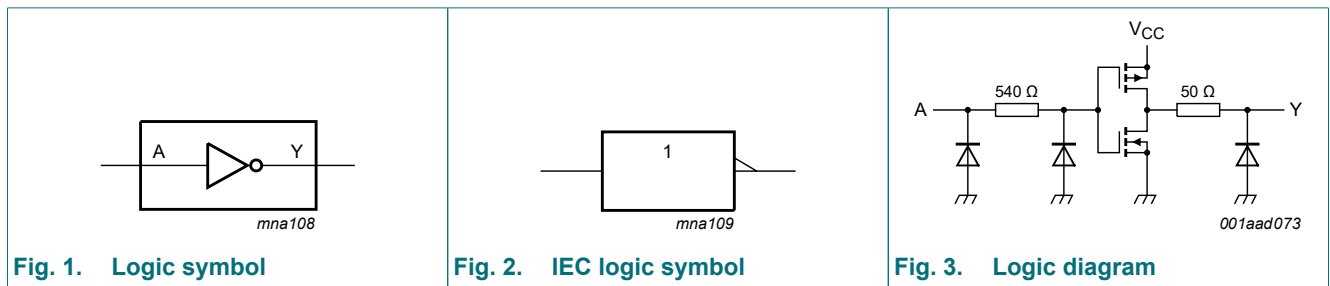 A Y
mna108
Fig. 1. Logic symbol
1
mna109
Fig. 2. IEC logic symbol
VCC
A 540 Ω 50 Ω Y
001aad073
Fig. 3. Logic diagram